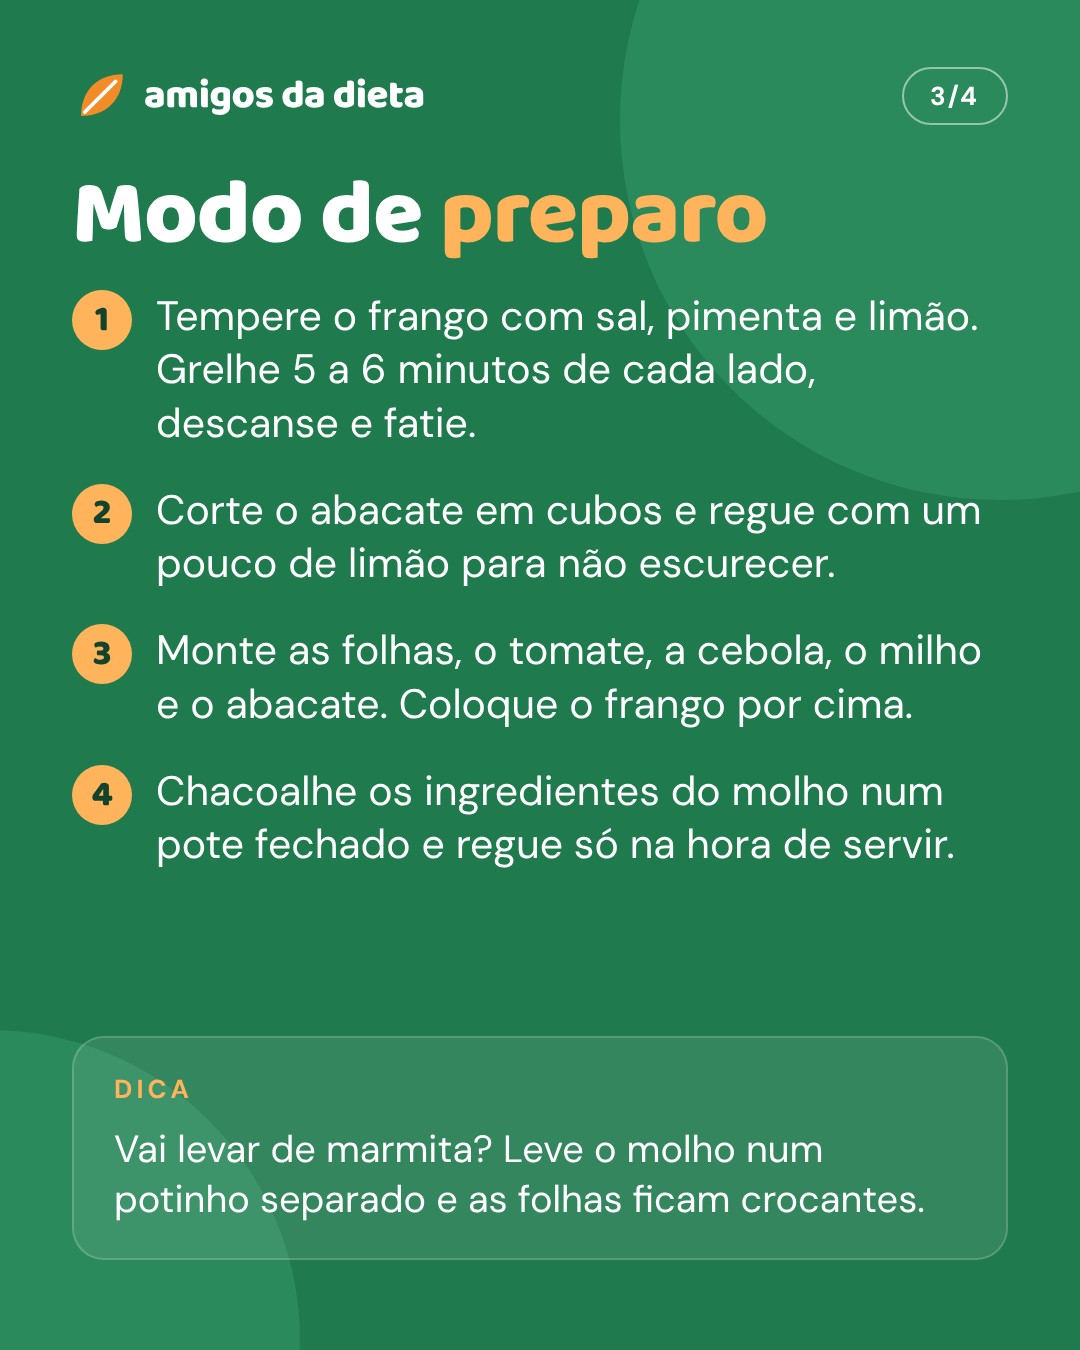 amigos da dieta
3/4
Modo de preparo
1
Tempere o frango com sal, pimenta e limão.
Grelhe 5 a 6 minutos de cada lado,
descanse e fatie.
2
Corte o abacate em cubos e regue com um
pouco de limão para não escurecer.
3
Monte as folhas, o tomate, a cebola, o milho
e o abacate. Coloque o frango por cima.
4
Chacoalhe os ingredientes do molho num
pote fechado e regue só na hora de servir.
DICA
Vai levar de marmita? Leve o molho num
potinho separado e as folhas ficam crocantes.